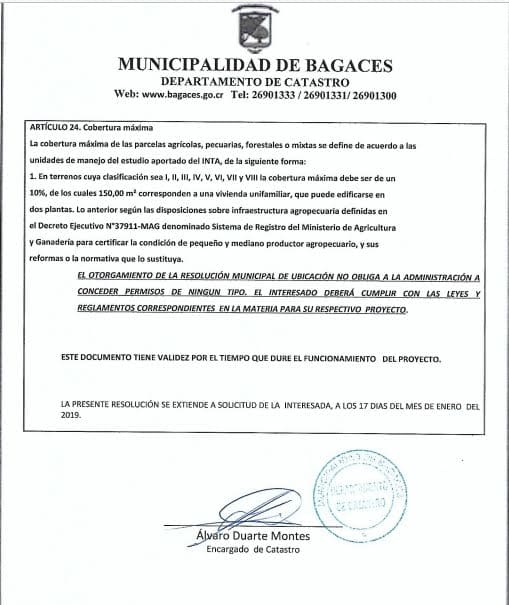 MUNICIPALIDAD DE BAGACES
DEPARTAMENTO DE CATASTRO
Web: www.bagaces.go.cr Tel: 26901333 / 26901331/ 26901300
ARTÍCULO 24. Cobertura máxima
La cobertura máxima de las parcelas agrícolas, pecuarias, forestales o mixtas se define de acuerdo a las
unidades de manejo del estudio aportado del INTA, de la siguiente forma:
1. En terrenos cuya clasificación sea I, II, III, IV, V, VI, VII y VIII la cobertura máxima debe ser de un
10%, de los cuales 150,00 m² corresponden a una vivienda unifamiliar, que puede edificarse en
dos plantas. Lo anterior según las disposiciones sobre infraestructura agropecuaria definidas en
el Decreto Ejecutivo N°37911-MAG denominado Sistema de Registro del Ministerio de Agricultura
y Ganadería para certificar la condición de pequeño y mediano productor agropecuario, y sus
reformas o la normativa que lo sustituya.
EL OTORGAMIENTO DE LA RESOLUCIÓN MUNICIPAL DE UBICACIÓN NO OBLIGA A LA ADMINISTRACIÓN A
CONCEDER PERMISOS DE NINGUN TIPO. EL INTERESADO DEBERÁ CUMPLIR CON LAS LEYES Y
REGLAMENTOS CORRESPONDIENTES EN LA MATERIA PARA SU RESPECTIVO PROYECTO.
ESTE DOCUMENTO TIENE VALIDEZ POR EL TIEMPO QUE DURE EL FUNCIONAMIENTO DEL PROYECTO.
LA PRESENTE RESOLUCIÓN SE EXTIENDE A SOLICITUD DE LA INTERESADA, A LOS 17 DIAS DEL MES DE ENERO DEL
2019.
DEPARTAMENTO
DE CATASTRO
Álvaro Duarte Montes
Encargado de Catastro